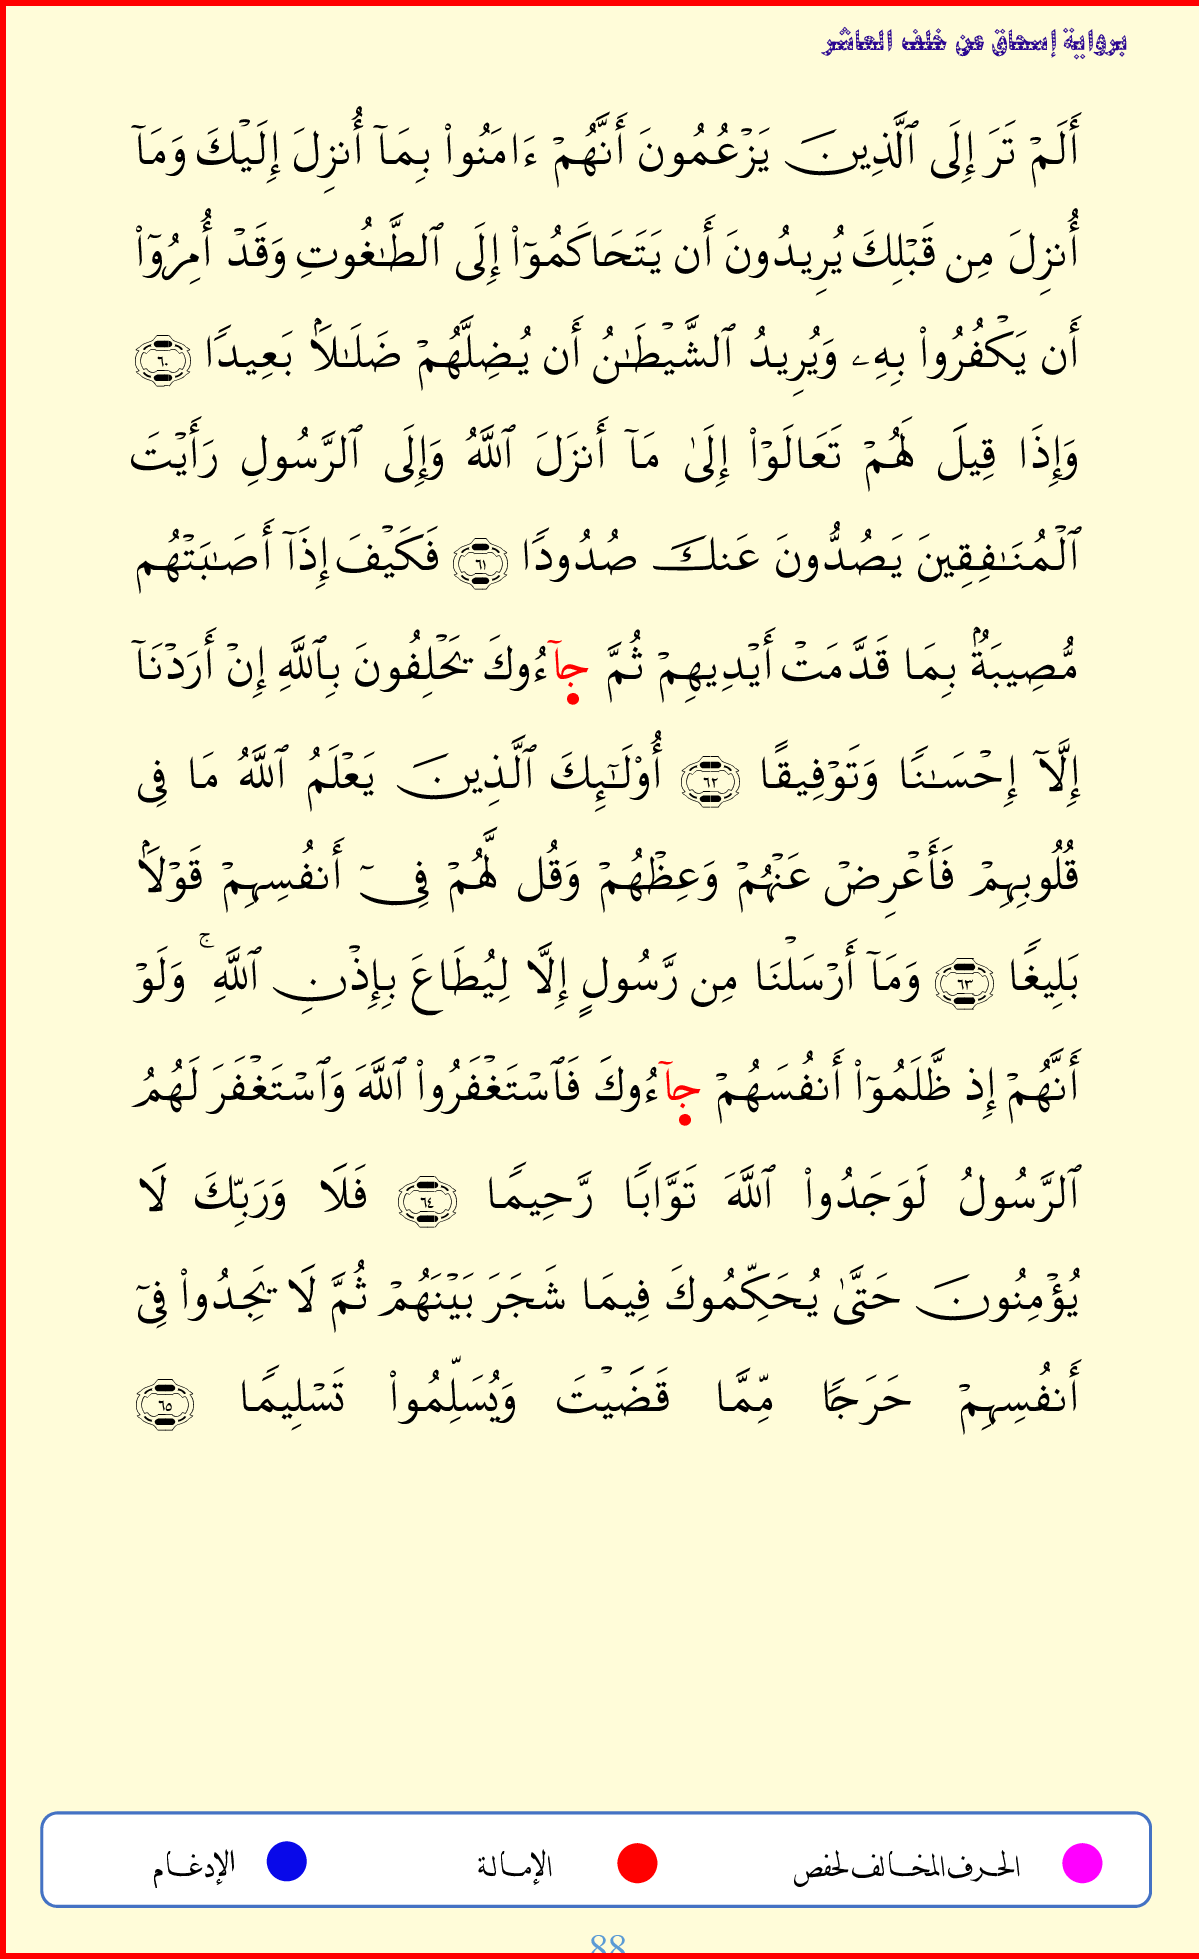 برواية إسحاق عن خلف العاشر
أَلَمۡ تَرَ إِلَى ٱلَّذِينَ يَزۡعُمُونَ أَنَّهُمۡ ءَامَنُواْ بِمَآ أُنزِلَ إِلَيۡكَ وَمَآ
أُنزِلَ مِن قَبۡلِكَ يُرِيدُونَ أَن يَتَحَاكَمُوٓاْ إِلَى ٱلطَّٰغُوتِ وَقَدۡ أُمِرُوٓاْ
أَن يَكۡفُرُواْ بِهِۦ وَيُرِيدُ ٱلشَّيۡطَٰنُ أَن يُضِلَّهُمۡ ضَلَٰلَۢا بَعِيدٗا ٦٠
وَإِذَا قِيلَ لَهُمۡ تَعَالَوۡاْ إِلَىٰ مَآ أَنزَلَ ٱللَّهُ وَإِلَى ٱلرَّسُولِ رَأَيۡتَ
ٱلۡمُنَٰفِقِينَ يَصُدُّونَ عَنكَ صُدُودٗا ٦١ فَكَيۡفَ إِذَآ أَصَٰبَتۡهُم
مُّصِيبَةُۢ بِمَا قَدَّمَتۡ أَيۡدِيهِمۡ ثُمَّ جآءُوكَ يَحۡلِفُونَ بِٱللَّهِ إِنۡ أَرَدۡنَآ
إِلَّآ إِحۡسَٰنٗا وَتَوۡفِيقًا ٦٢ أُوْلَٰٓئِكَ ٱلَّذِينَ يَعۡلَمُ ٱللَّهُ مَا فِي
قُلُوبِهِمۡ فَأَعۡرِضۡ عَنۡهُمۡ وَعِظۡهُمۡ وَقُل لَّهُمۡ فِيٓ أَنفُسِهِمۡ قَوۡلَۢا
بَلِيغٗا ٦٣ وَمَآ أَرۡسَلۡنَا مِن رَّسُولٍ إِلَّا لِيُطَاعَ بِإِذۡنِ ٱللَّهِۚ وَلَوۡ
أَنَّهُمۡ إِذ ظَّلَمُوٓاْ أَنفُسَهُمۡ جآءُوكَ فَٱسۡتَغۡفَرُواْ ٱللَّهَ وَٱسۡتَغۡفَرَ لَهُمُ
ٱلرَّسُولُ لَوَجَدُواْ ٱللَّهَ تَوَّابٗا رَّحِيمٗا ٦٤ فَلَا وَرَبِّكَ لَا
يُؤۡمِنُونَ حَتَّىٰ يُحَكِّمُوكَ فِيمَا شَجَرَ بَيۡنَهُمۡ ثُمَّ لَا يَجِدُواْ فِيٓ
أَنفُسِهِمۡ حَرَجٗا مِّمَّا قَضَيۡتَ وَيُسَلِّمُواْ تَسۡلِيمٗا ٦٥
الحرف المخالف لحفص الإمالة الإدغام
88